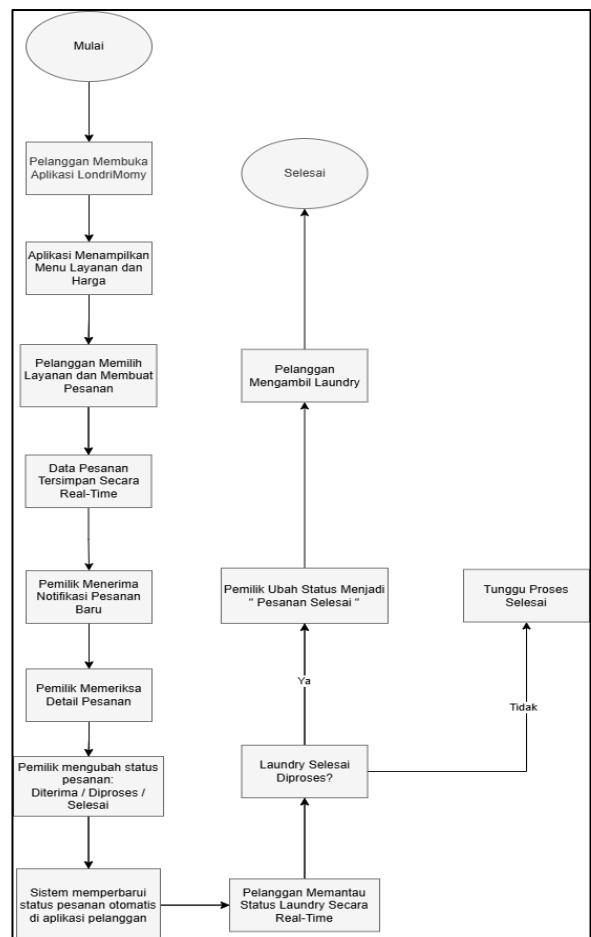 Mulai
Pelanggan Membuka
Aplikasi LondriMomy
Aplikasi Menampilkan
Menu Layanan dan
Harga
Pelanggan Memilih
Layanan dan Membuat
Pesanan
Data Pesanan
Tersimpan Secara
Real-Time
Pemilik Menerima
Notifikasi Pesanan
Baru
Pemilik Memeriksa
Detail Pesanan
Pemilik mengubah status
pesanan:
Diterima / Diproses /
Selesai
Sistem memperbarui
status pesanan otomatis
di aplikasi pelanggan
Pelanggan Memantau
Status Laundry Secara
Real-Time
Laundry Selesai
Diproses?
Ya
Tidak
Pemilik Ubah Status Menjadi
" Pesanan Selesai "
Tunggu Proses
Selesai
Pelanggan
Mengambil Laundry
Selesai